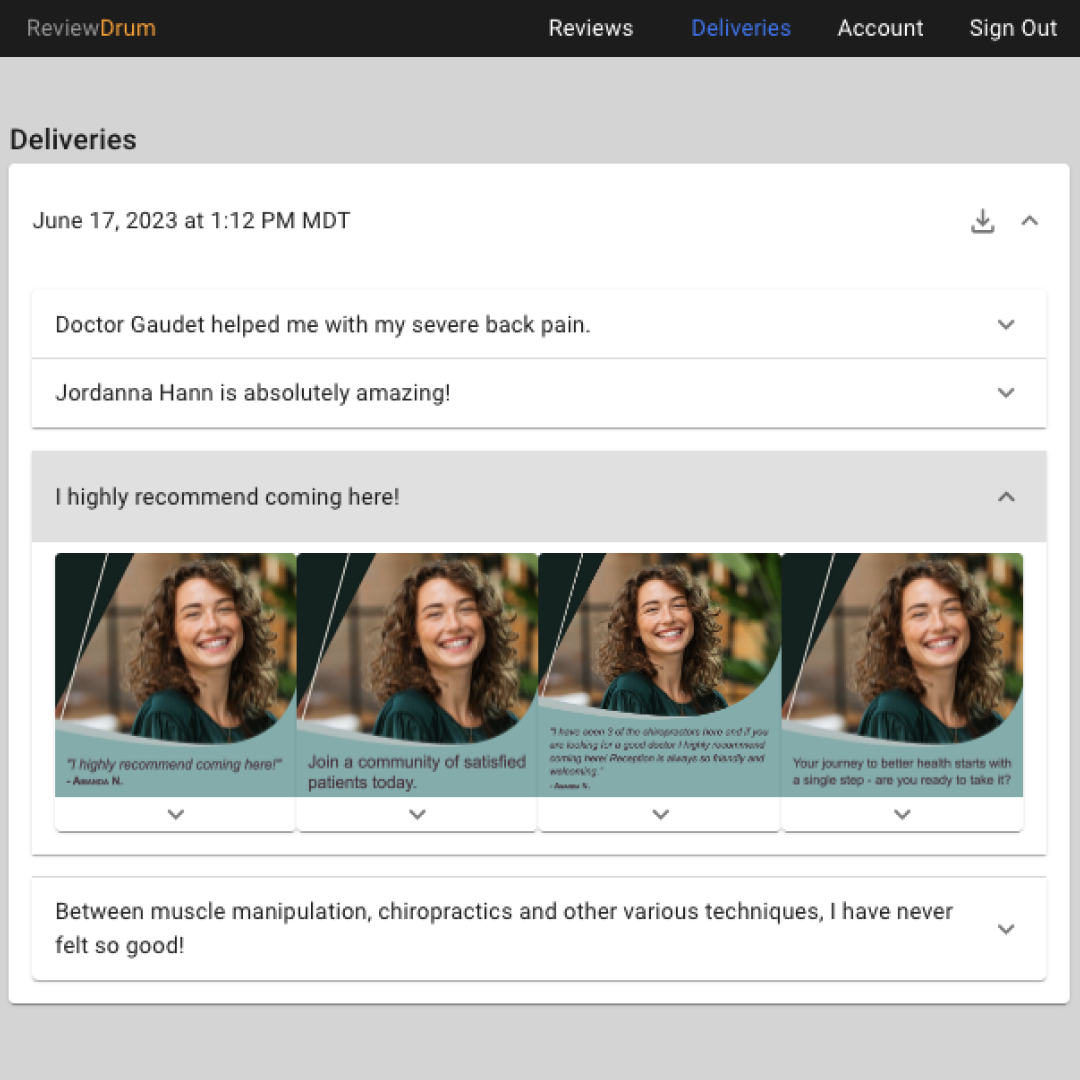 ReviewDrum
Reviews
Deliveries
Account
Sign Out
Deliveries
June 17, 2023 at 1:12 PM MDT
Doctor Gaudet helped me with my severe back pain.
Jordanna Hann is absolutely amazing!
I highly recommend coming here!
"I highly recommend coming here!"
- Amanda N.
Join a community of satisfied
patients today.
"I have seen 3 of the chiropractors here and if you
are looking for a good doctor I highly recommend
coming here! Reception is always so friendly and
welcoming."
- Amanda N.
Your journey to better health starts with
a single step - are you ready to take it?
Between muscle manipulation, chiropractics and other various techniques, I have never
felt so good!